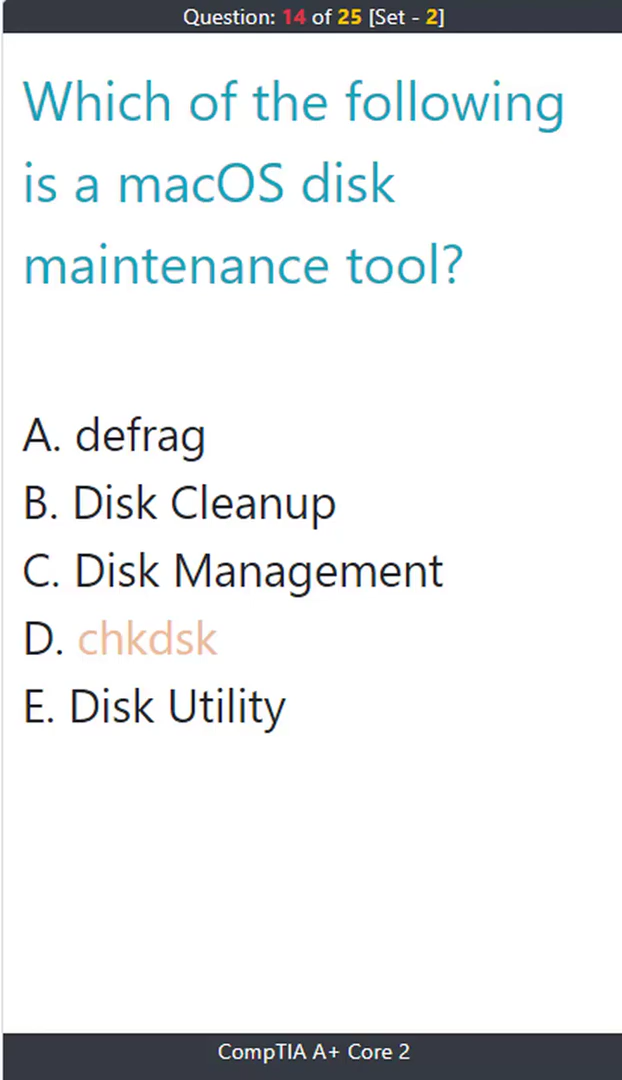 Question: 14 of 25 [Set - 2]
Which of the following
is a macOS disk
maintenance tool?
A. defrag
B. Disk Cleanup
C. Disk Management
D. chkdsk
E. Disk Utility
CompTIA A+ Core 2